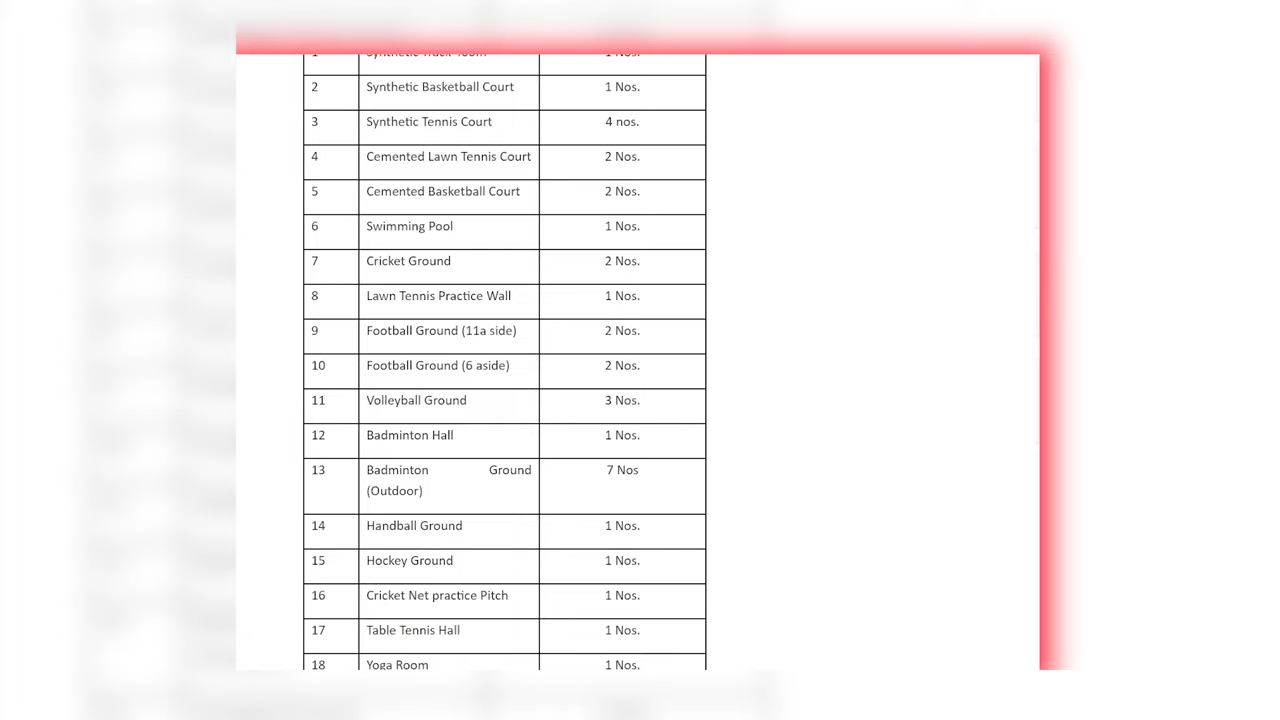 2 Synthetic Basketball Court 1 Nos.
3 Synthetic Tennis Court 4 nos.
4 Cemented Lawn Tennis Court 2 Nos.
5 Cemented Basketball Court 2 Nos.
6 Swimming Pool 1 Nos.
7 Cricket Ground 2 Nos.
8 Lawn Tennis Practice Wall 1 Nos.
9 Football Ground (11a side) 2 Nos.
10 Football Ground (6 aside) 2 Nos.
11 Volleyball Ground 3 Nos.
12 Badminton Hall 1 Nos.
13 Badminton Ground 7 Nos
(Outdoor)
14 Handball Ground 1 Nos.
15 Hockey Ground 1 Nos.
16 Cricket Net practice Pitch 1 Nos.
17 Table Tennis Hall 1 Nos.
18 Yoga Room 1 Nos.